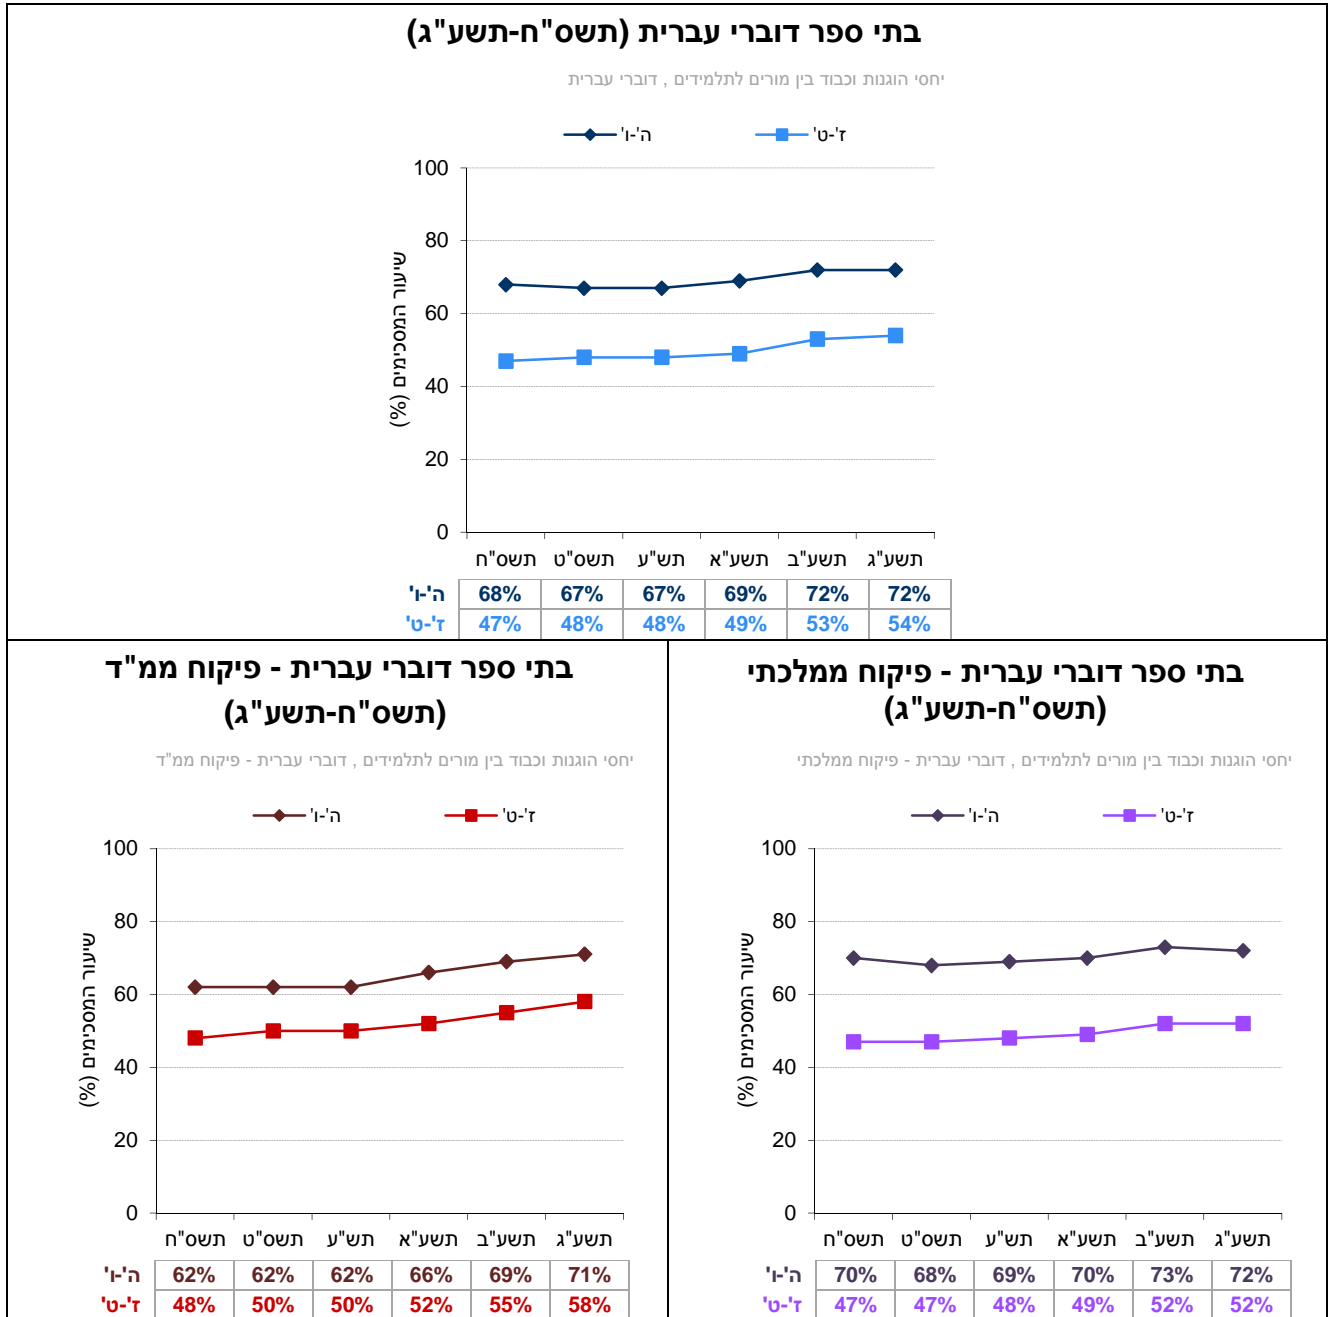 בתי ספר דוברי עברית (תשס"ח-תשע"ג)
יחסי הוגנות וכבוד בין מורים לתלמידים , דוברי עברית
ה'-ו' ז'-ט'
שיעור המסכימים (%)
100
80
60
40
20
0
תשס"ח תשס"ט תש"ע תשע"א תשע"ב תשע"ג
ה'-ו' 68% 67% 67% 69% 72% 72%
ז'-ט' 47% 48% 48% 49% 53% 54%
בתי ספר דוברי עברית - פיקוח ממלכתי
(תשס"ח-תשע"ג)
יחסי הוגנות וכבוד בין מורים לתלמידים , דוברי עברית - פיקוח ממלכתי
ה'-ו' ז'-ט'
שיעור המסכימים (%)
100
80
60
40
20
0
תשס"ח תשס"ט תש"ע תשע"א תשע"ב תשע"ג
ה'-ו' 70% 68% 69% 70% 73% 72%
ז'-ט' 47% 47% 48% 49% 52% 52%
בתי ספר דוברי עברית - פיקוח ממ"ד
(תשס"ח-תשע"ג)
יחסי הוגנות וכבוד בין מורים לתלמידים , דוברי עברית - פיקוח ממ"ד
ה'-ו' ז'-ט'
שיעור המסכימים (%)
100
80
60
40
20
0
תשס"ח תשס"ט תש"ע תשע"א תשע"ב תשע"ג
ה'-ו' 62% 62% 62% 66% 69% 71%
ז'-ט' 48% 50% 50% 52% 55% 58%